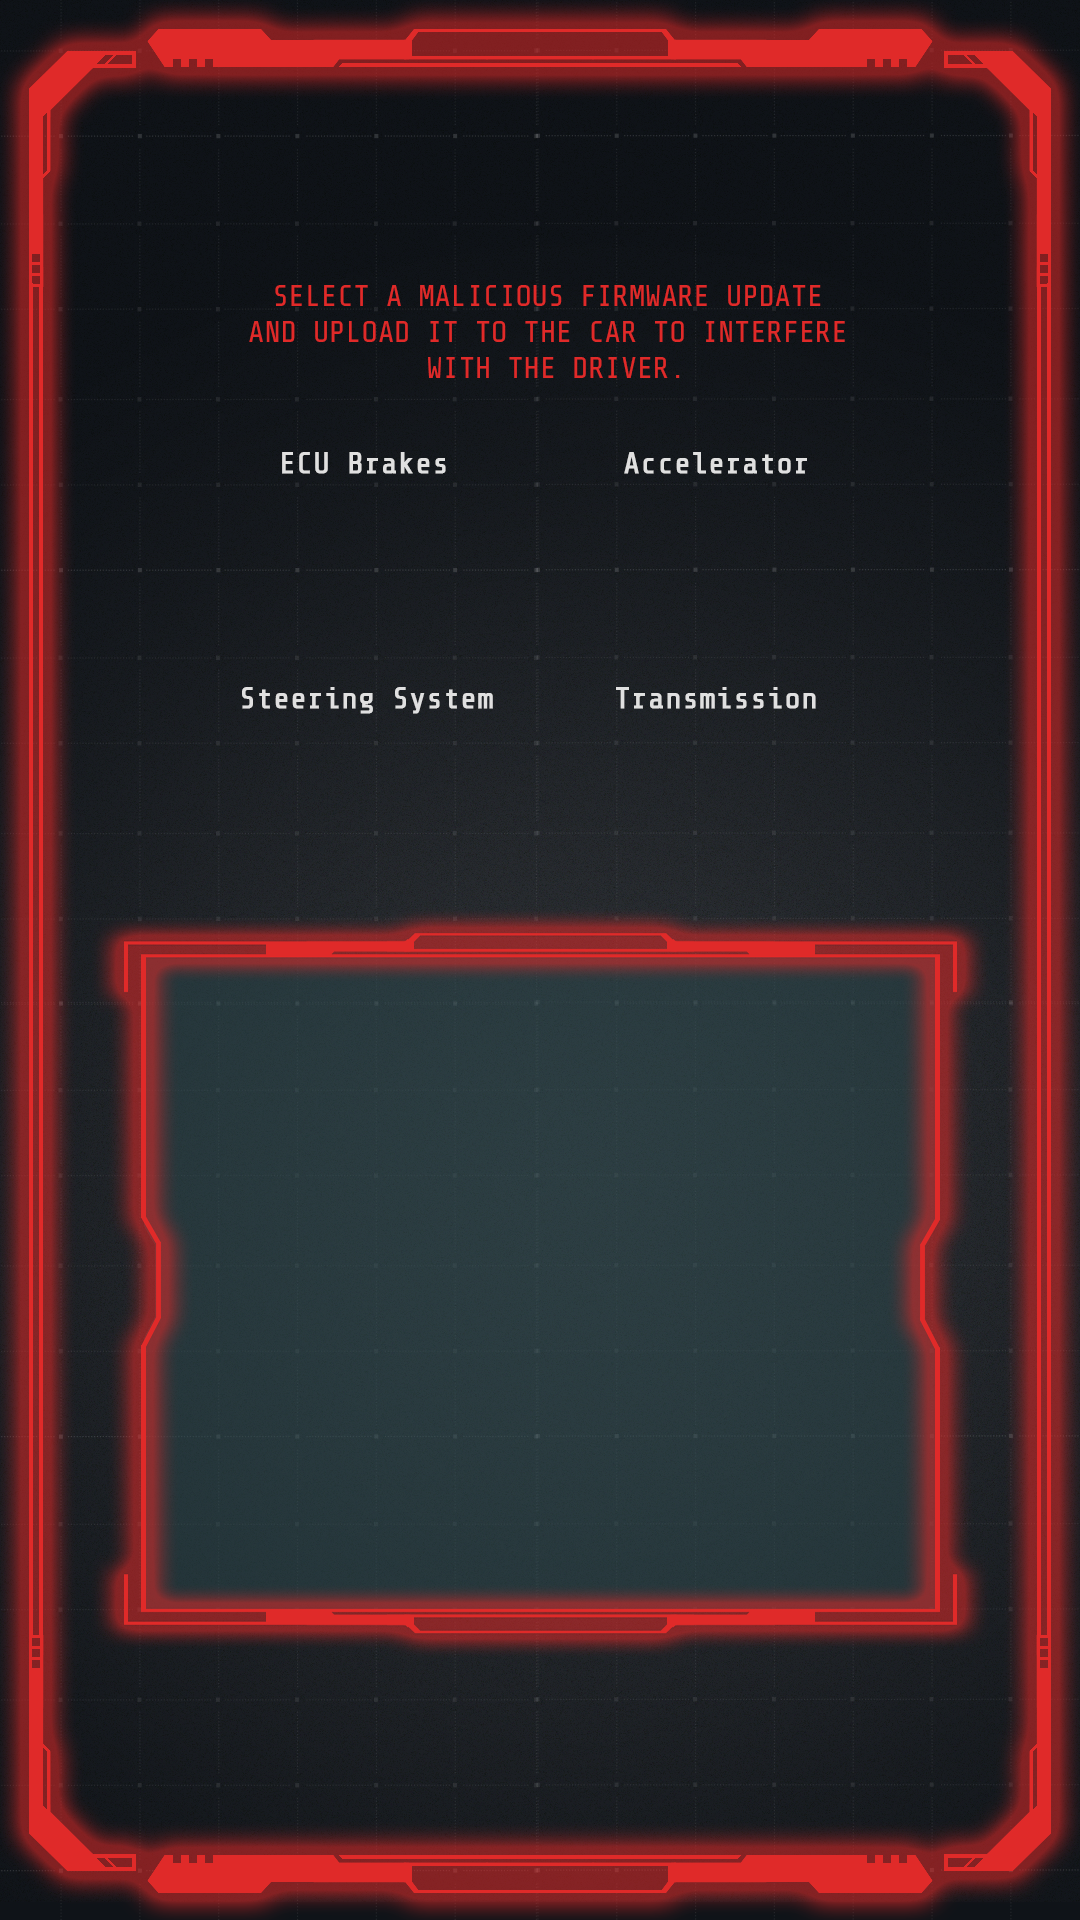 SELECT A MALICIOUS FIRMWARE UPDATE
AND UPLOAD IT TO THE CAR TO INTERFERE
WITH THE DRIVER.
ECU Brakes
Accelerator
Steering System
Transmission